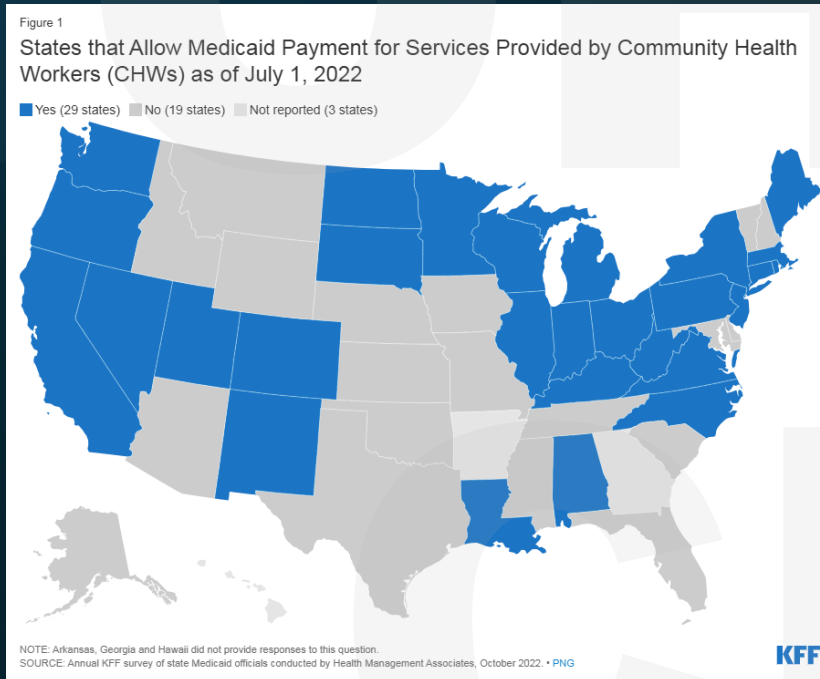 Figure 1
States that Allow Medicaid Payment for Services Provided by Community Health
Workers (CHWs) as of July 1, 2022
Yes (29 states) No (19 states) Not reported (3 states)
NOTE: Arkansas, Georgia and Hawaii did not provide responses to this question.
SOURCE: Annual KFF survey of state Medicaid officials conducted by Health Management Associates, October 2022. • PNG
KFF